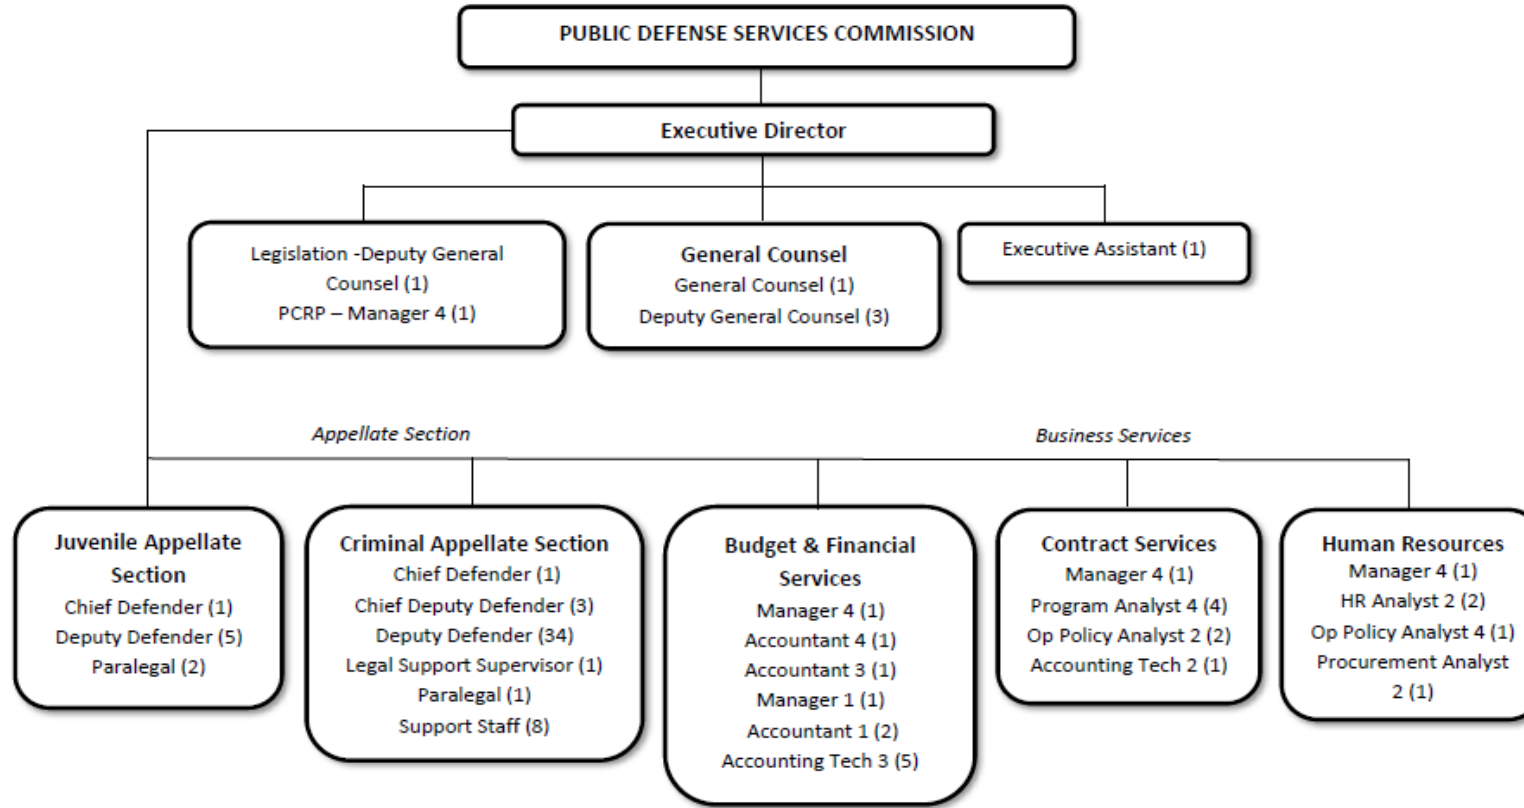 PUBLIC DEFENSE SERVICES COMMISSION
Executive Director
Legislation -Deputy General
Counsel (1)
PCRP – Manager 4 (1)
General Counsel
General Counsel (1)
Deputy General Counsel (3)
Executive Assistant (1)
Appellate Section
Business Services
Juvenile Appellate
Section
Chief Defender (1)
Deputy Defender (5)
Paralegal (2)
Criminal Appellate Section
Chief Defender (1)
Chief Deputy Defender (3)
Deputy Defender (34)
Legal Support Supervisor (1)
Paralegal (1)
Support Staff (8)
Budget & Financial
Services
Manager 4 (1)
Accountant 4 (1)
Accountant 3 (1)
Manager 1 (1)
Accountant 1 (2)
Accounting Tech 3 (5)
Contract Services
Manager 4 (1)
Program Analyst 4 (4)
Op Policy Analyst 2 (2)
Accounting Tech 2 (1)
Human Resources
Manager 4 (1)
HR Analyst 2 (2)
Op Policy Analyst 4 (1)
Procurement Analyst
2 (1)